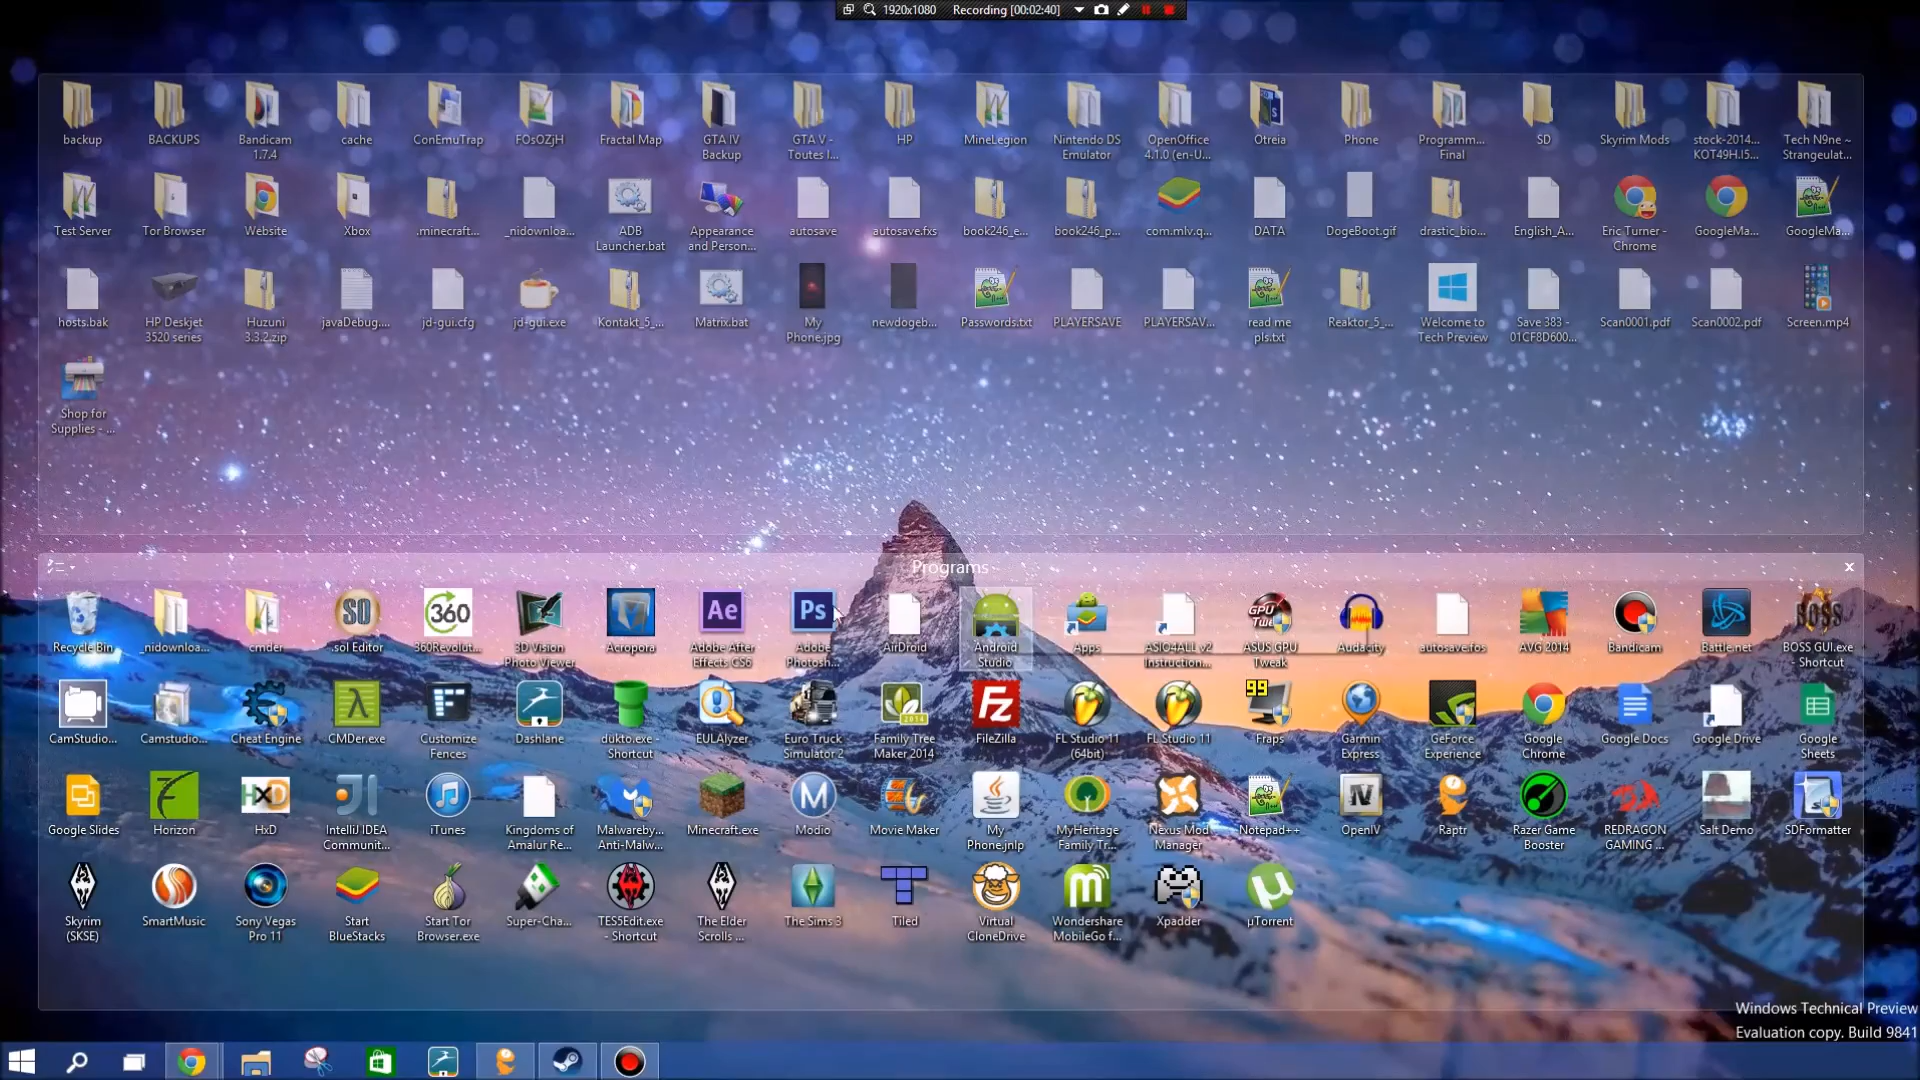 1920x1080 Recording [00:02:40]
backup BACKUPS Bandicam 1.7.4 cache ConEmuTrap FOsOZjH Fractal Map GTA IV Backup GTA V - Toutes l... HP MineLegion Nintendo DS Emulator OpenOffice 4.1.0 (en-U... Otreia Phone Programm... Final SD Skyrim Mods stock-2014... KOT49H.I5... Tech N9ne ~ Strangeulat...
Test Server Tor Browser Website Xbox .minecraft... _nidownloa... ADB Launcher.bat Appearance and Person... autosave autosave.fxs book246_e... book246_p... com.mlv.q... DATA DogeBoot.gif drastic_bio... English_A... Eric Turner - Chrome GoogleMa... GoogleMa...
hosts.bak HP Deskjet 3520 series Huzuni 3.3.2.zip javaDebug.... jd-gui.cfg jd-gui.exe Kontakt_5_... Matrix.bat My Phone.jpg newdogeb... Passwords.txt PLAYERSAVE PLAYERSAV... read me pls.txt Reaktor_5_... Welcome to Tech Preview Save 383 - 01CF8D600... Scan0001.pdf Scan0002.pdf Screen.mp4
Shop for Supplies - ...
Programs
Recycle Bin _nidownloa... cmder .sol Editor 360Revolut... 3D Vision Photo Viewer Acropora Adobe After Effects CS6 Adobe Photosh... AirDroid Android Studio Apps ASIC4ALL v2 Instruction... ASUS GPU Tweak Audacity autosave.fos AVG 2014 Bandicam Battle.net BOSS GUI.exe - Shortcut
CamStudio... Camstudio... Cheat Engine CMDer.exe Customize Fences Dashlane dukto.exe - Shortcut EULAlyzer Euro Truck Simulator 2 Family Tree Maker 2014 FileZilla FL Studio 11 (64bit) FL Studio 11 Fraps Garmin Express GeForce Experience Google Chrome Google Docs Google Drive Google Sheets
Google Slides Horizon HxD IntelliJ IDEA Communit... iTunes Kingdoms of Amalur Re... Malwareby... Anti-Malw... Minecraft.exe Modio Movie Maker My Phone.jnlp MyHeritage Family Tr... Nexus Mod Manager Notepad++ OpenIV Raptr Razer Game Booster REDRAGON GAMING ... Salt Demo SDFormatter
Skyrim (SKSE) SmartMusic Sony Vegas Pro 11 Start BlueStacks Start Tor Browser.exe Super-Cha... TES5Edit.exe - Shortcut The Elder Scrolls ... The Sims 3 Tiled Virtual CloneDrive Wondershare MobileGo f... Xpadder µTorrent
Windows Technical Preview
Evaluation copy. Build 9841